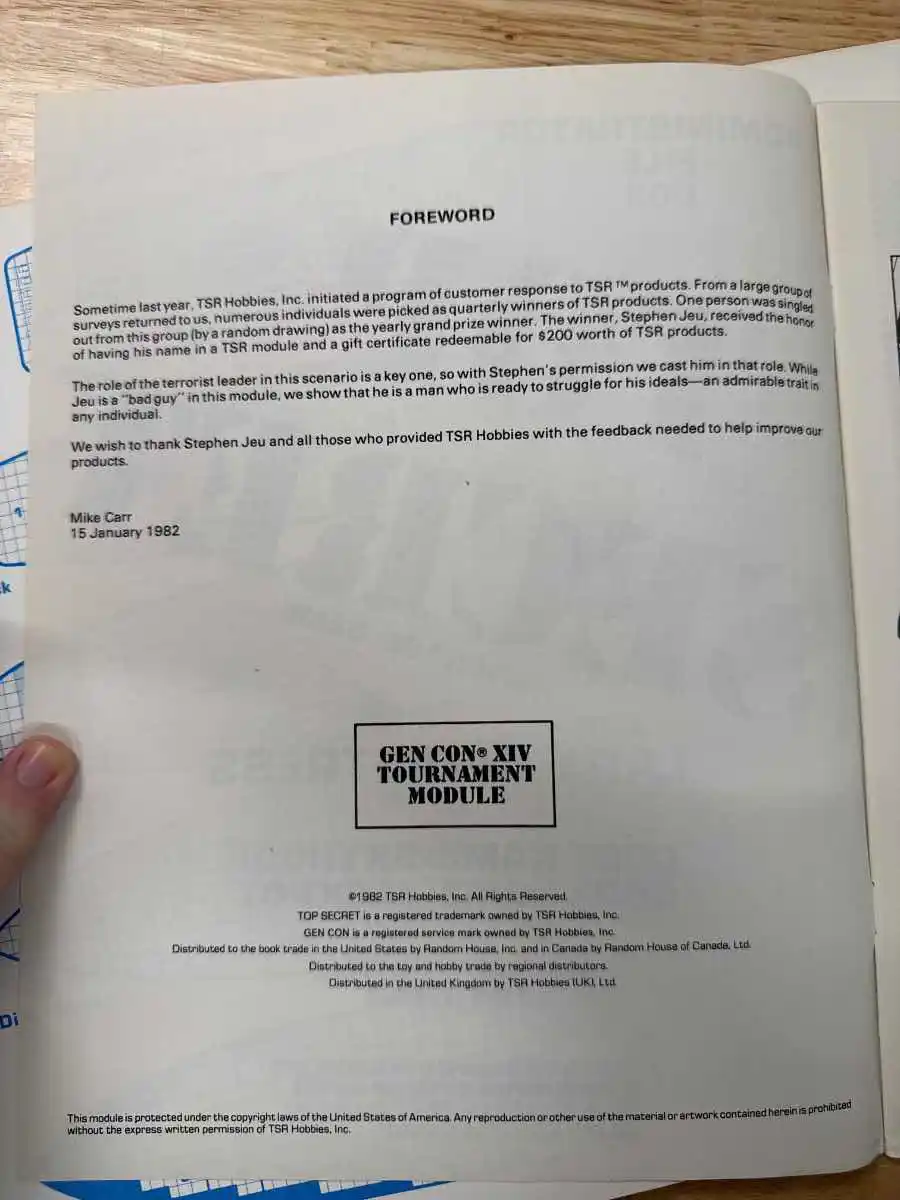 FOREWORD
Sometime last year, TSR Hobbies, Inc. initiated a program of customer response to TSR ™ products. From a large group of
surveys returned to us, numerous individuals were picked as quarterly winners of TSR products. One person was singled
out from this group (by a random drawing) as the yearly grand prize winner. The winner, Stephen Jeu, received the honor
of having his name in a TSR module and a gift certificate redeemable for $200 worth of TSR products.
The role of the terrorist leader in this scenario is a key one, so with Stephen's permission we cast him in that role. While
Jeu is a "bad guy" in this module, we show that he is a man who is ready to struggle for his ideals—an admirable trait in
any individual.
We wish to thank Stephen Jeu and all those who provided TSR Hobbies with the feedback needed to help improve our
products.
Mike Carr
15 January 1982
GEN CON® XIV
TOURNAMENT
MODULE
©1982 TSR Hobbies, Inc. All Rights Reserved.
TOP SECRET is a registered trademark owned by TSR Hobbies, Inc.
GEN CON is a registered service mark owned by TSR Hobbies, Inc.
Distributed to the book trade in the United States by Random House, Inc. and in Canada by Random House of Canada, Ltd.
Distributed to the toy and hobby trade by regional distributors.
Distributed in the United Kingdom by TSR Hobbies (UK), Ltd.
This module is protected under the copyright laws of the United States of America. Any reproduction or other use of the material or artwork contained herein is prohibited
without the express written permission of TSR Hobbies, Inc.